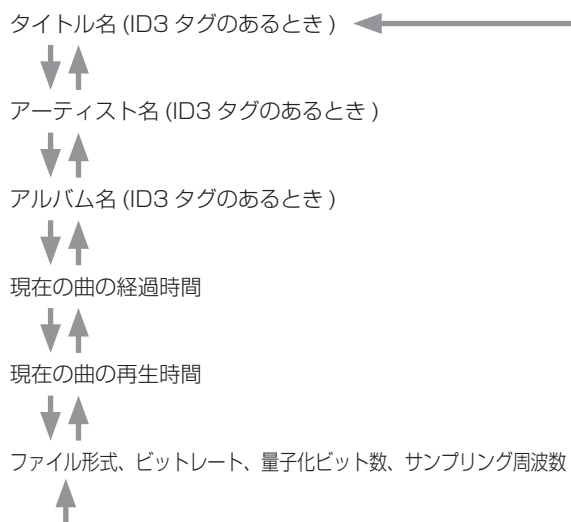 タイトル名 (ID3 タグのあるとき )
アーティスト名 (ID3 タグのあるとき )
アルバム名 (ID3 タグのあるとき )
現在の曲の経過時間
現在の曲の再生時間
ファイル形式、ビットレート、量子化ビット数、サンプリング周波数